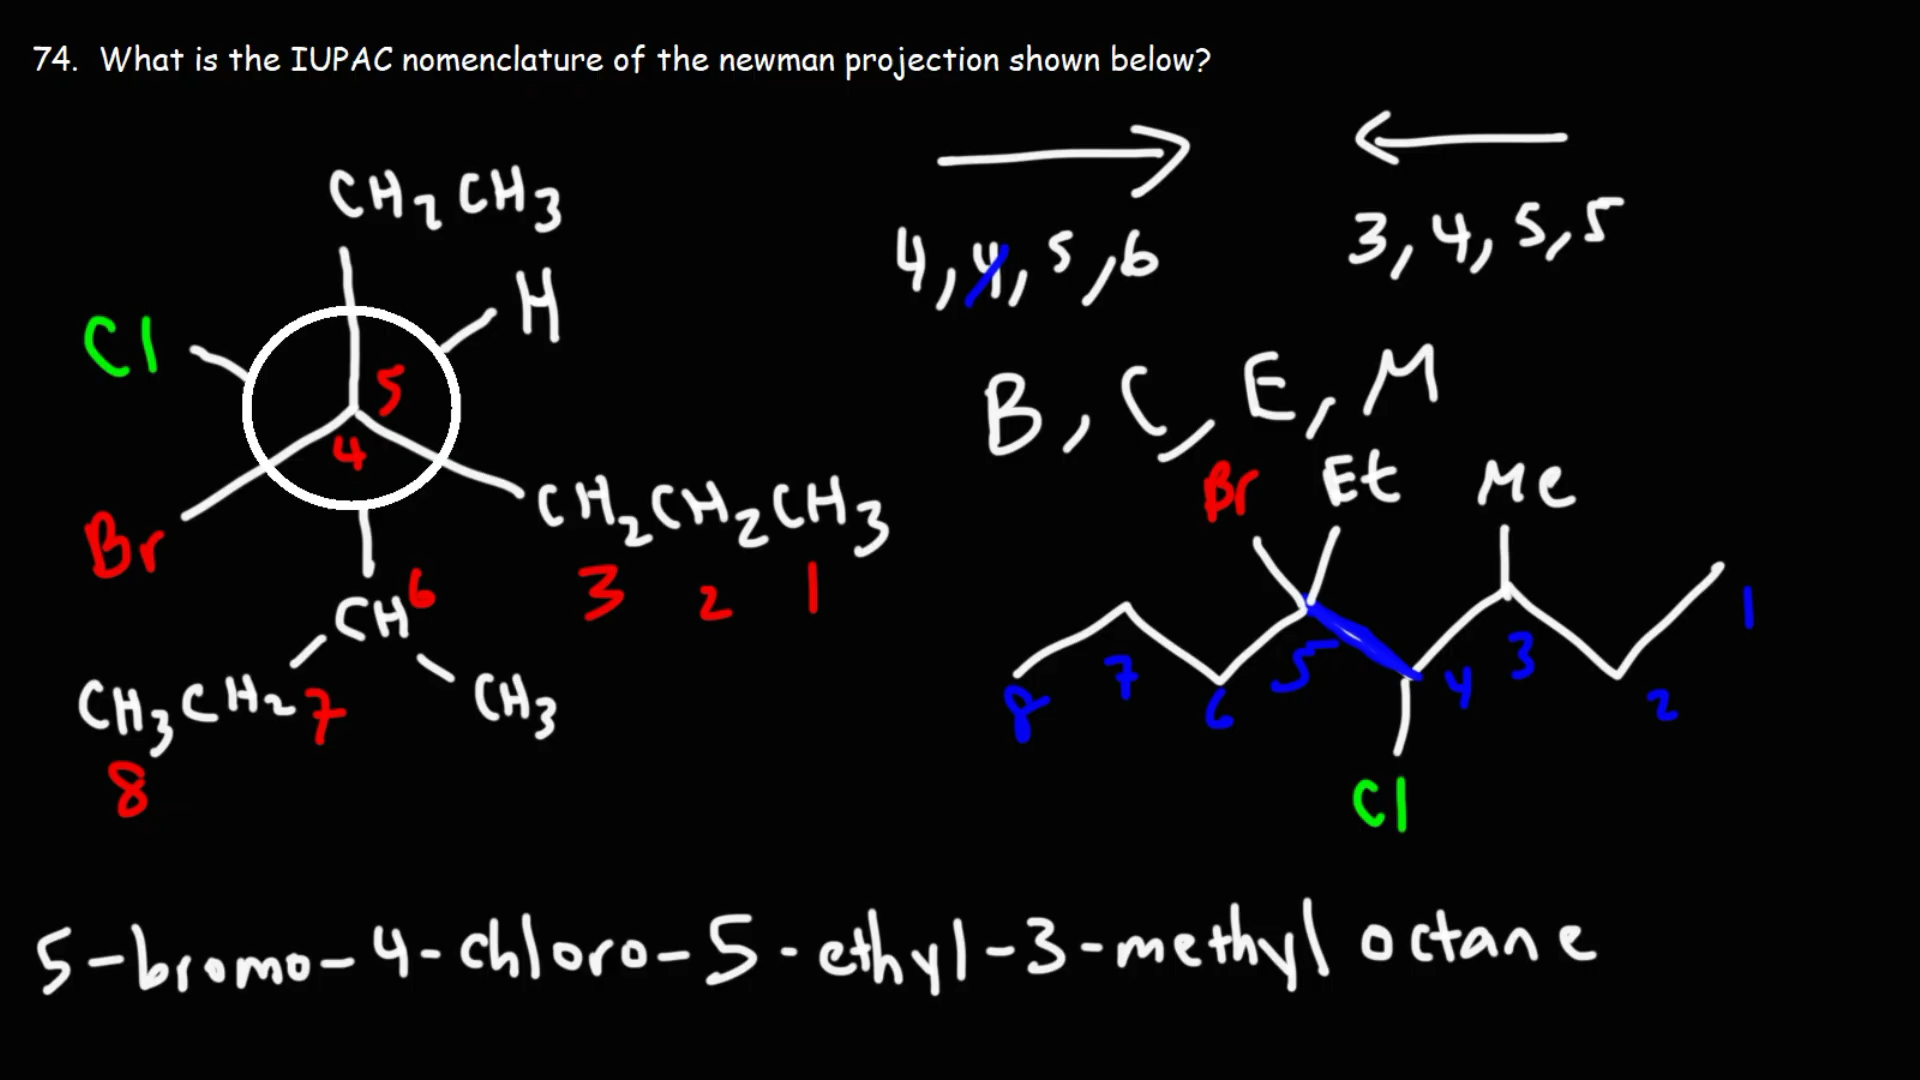 74. What is the IUPAC nomenclature of the newman projection shown below?
CH2CH3
H
Cl
5
4
Br
CH2CH2CH3
3 2 1
CH 6
CH3CH2 7
CH3
8
4, 4, 5, 6
3, 4, 5, 5
B, C, E, M
Br Et Me
8 7 6 5 4 3 2 1
Cl
5-bromo-4-chloro-5-ethyl-3-methyl octane